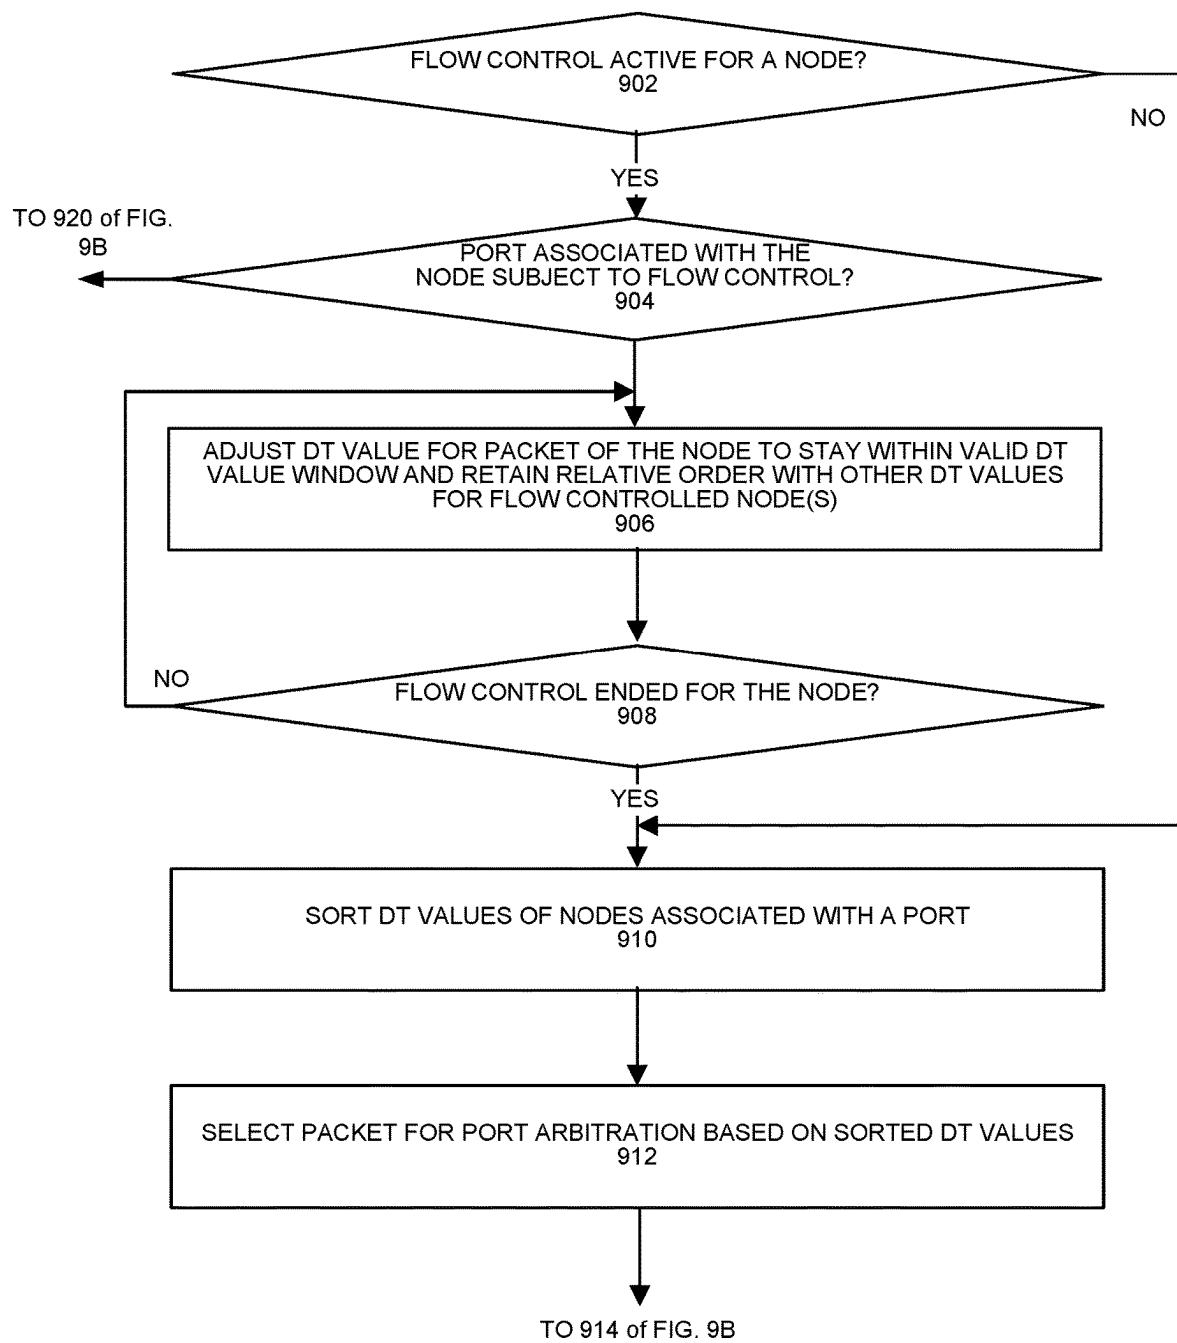 FLOW CONTROL ACTIVE FOR A NODE?
902
NO
YES
TO 920 of FIG.
9B
PORT ASSOCIATED WITH THE
NODE SUBJECT TO FLOW CONTROL?
904
ADJUST DT VALUE FOR PACKET OF THE NODE TO STAY WITHIN VALID DT
VALUE WINDOW AND RETAIN RELATIVE ORDER WITH OTHER DT VALUES
FOR FLOW CONTROLLED NODE(S)
906
NO
FLOW CONTROL ENDED FOR THE NODE?
908
YES
SORT DT VALUES OF NODES ASSOCIATED WITH A PORT
910
SELECT PACKET FOR PORT ARBITRATION BASED ON SORTED DT VALUES
912
TO 914 of FIG. 9B